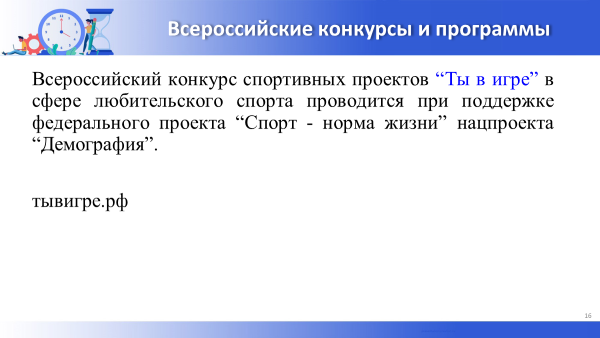 Всероссийские конкурсы и программы
Всероссийский конкурс спортивных проектов “Ты в игре” в
сфере любительского спорта проводится при поддержке
федерального проекта “Спорт - норма жизни” нацпроекта
“Демография”.
тывигре.рф
16